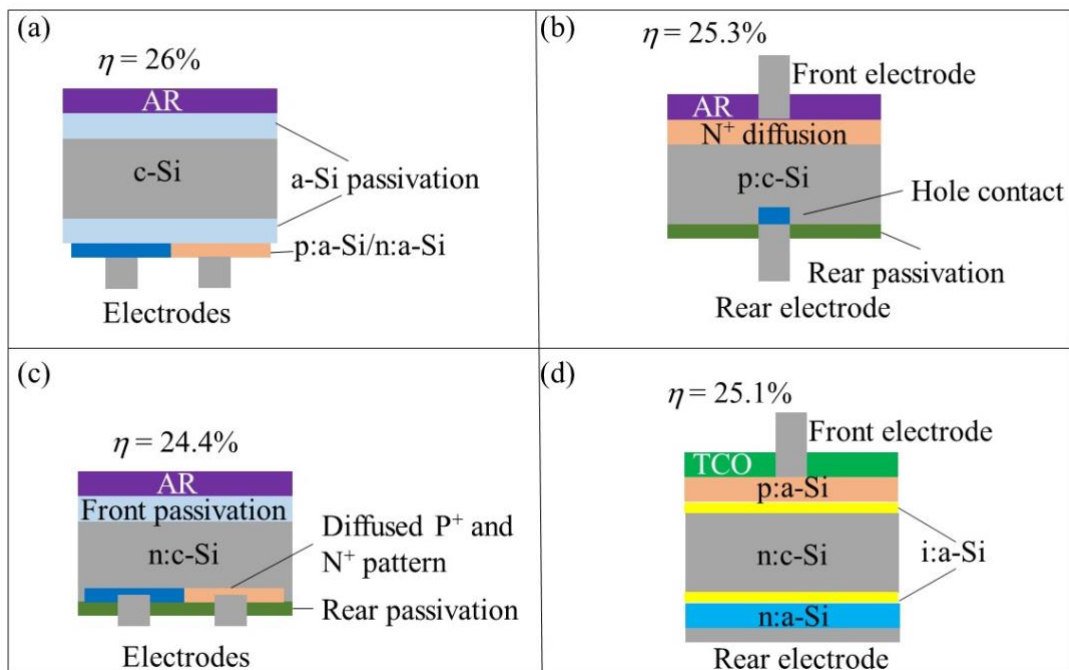 (a)
η = 26%
AR
c-Si
a-Si passivation
p:a-Si/n:a-Si
Electrodes
(b)
η = 25.3%
Front electrode
AR
N⁺ diffusion
p:c-Si
Hole contact
Rear passivation
Rear electrode
(c)
η = 24.4%
AR
Front passivation
n:c-Si
Diffused P⁺ and
N⁺ pattern
Rear passivation
Electrodes
(d)
η = 25.1%
Front electrode
TCO
p:a-Si
n:c-Si
i:a-Si
n:a-Si
Rear electrode